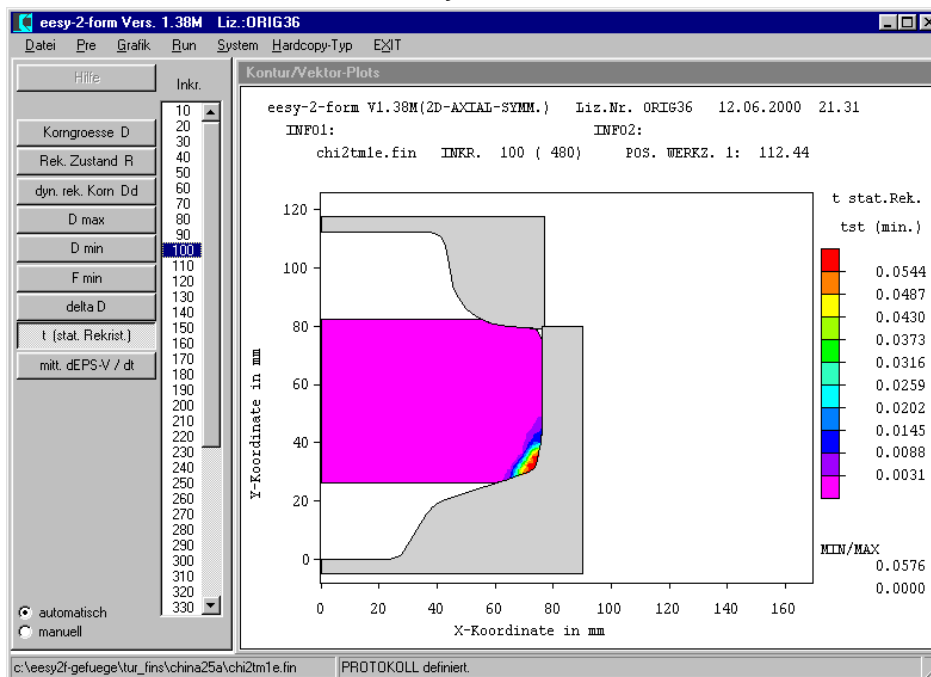 eesy-2-form Vers. 1.38M Liz.:ORIG36
Datei Pre Grafik Run System Hardcopy-Typ EXIT
Hilfe
Inkr.
Korngroesse D
Rek. Zustand R
dyn. rek. Korn Dd
D max
D min
F min
delta D
t (stat. Rekrist.)
mitt. dEPS-V / dt
10
20
30
40
50
60
70
80
90
100
110
120
130
140
150
160
170
180
190
200
210
220
230
240
250
260
270
280
290
300
310
320
330
automatisch
manuell
Kontur/Vektor-Plots
eesy-2-form V1.38M(2D-AXIAL-SYMM.) Liz.Nr. ORIG36 12.06.2000 21.31
INFO1: INFO2:
chi2tm1e.fin INKR. 100 ( 480) POS. WERKZ. 1: 112.44
120
100
80
60
40
20
0
Y-Koordinate in mm
0 20 40 60 80 100 120 140 160
X-Koordinate in mm
t stat.Rek.
tst (min.)
0.0544
0.0487
0.0430
0.0373
0.0316
0.0259
0.0202
0.0145
0.0088
0.0031
MIN/MAX
0.0576
0.0000
c:\eesy2f-gefuege\tur_fins\china25a\chi2tm1e.fin PROTOKOLL definiert.